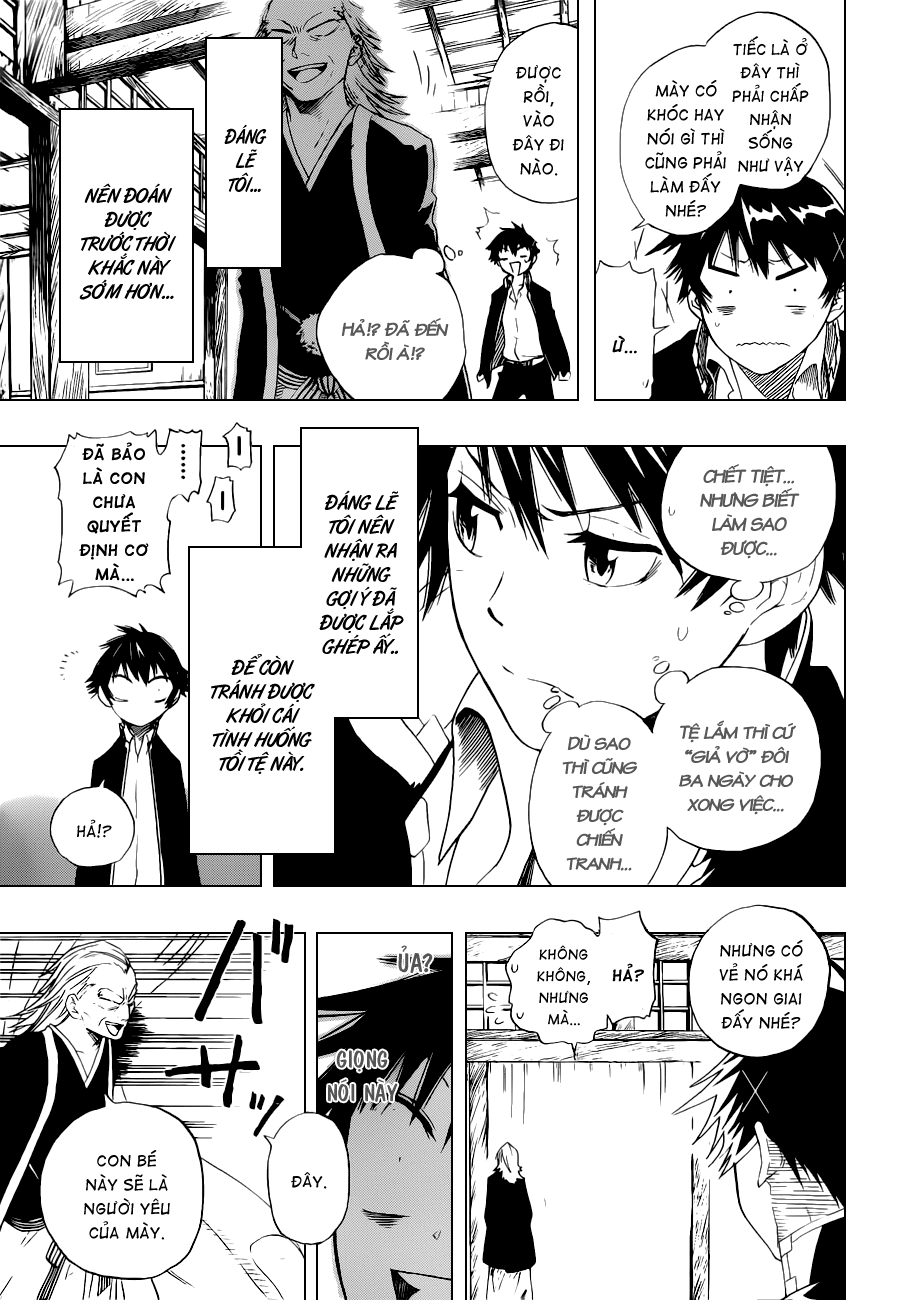 TIẾC LÀ Ở
ĐÂY THÌ
PHẢI CHẤP
NHẬN
SỐNG
NHƯ VẬY
MÀY CÓ
KHÓC HAY
NÓI GÌ THÌ
CŨNG PHẢI
LÀM ĐẤY
NHÉ?
Ừ...
ĐƯỢC
RỒI,
VÀO
ĐÂY ĐI
NÀO.
HẢ!? ĐÃ ĐẾN
RỒI À!?
ĐÁNG
LẼ
TÔI...
NÊN ĐOÁN
ĐƯỢC
TRƯỚC THỜI
KHẮC NÀY
SỚM HƠN...
CHẾT TIỆT...
NHƯNG BIẾT
LÀM SAO
ĐƯỢC...
TỆ LẮM THÌ CỨ
“GIẢ VỜ” ĐÔI
BA NGÀY CHO
XONG VIỆC...
DÙ SAO
THÌ CŨNG
TRÁNH
ĐƯỢC
CHIẾN
TRANH...
ĐÁNG LẼ
TÔI NÊN
NHẬN RA
NHỮNG
GỢI Ý ĐÃ
ĐƯỢC LẮP
GHÉP ẤY..
ĐỂ CÒN
TRÁNH ĐƯỢC
KHỎI CÁI
TÌNH HUỐNG
TỒI TỆ NÀY.
ĐÃ BẢO
LÀ CON
CHƯA
QUYẾT
ĐỊNH CƠ
MÀ...
HẢ!?
NHƯNG CÓ
VẺ NÓ KHÁ
NGON GIAI
ĐẤY NHÉ?
HẢ?
KHÔNG
KHÔNG,
NHƯNG
MÀ...
ỦA?
GIỌNG
NÓI NÀY
ĐÂY.
CON BÉ
NÀY SẼ LÀ
NGƯỜI YÊU
CỦA MÀY.